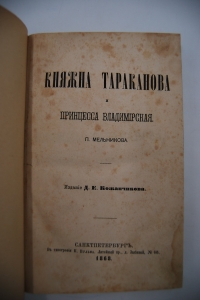 КНЯЖНА ТАРАКАНОВА
И
ПРИНЦЕССА ВЛАДИМІРСКАЯ.
П. МЕЛЬНИКОВА.
Изданіе Д. Е. Кожанчикова.
САНКТПЕТЕРБУРГЪ.
1868.